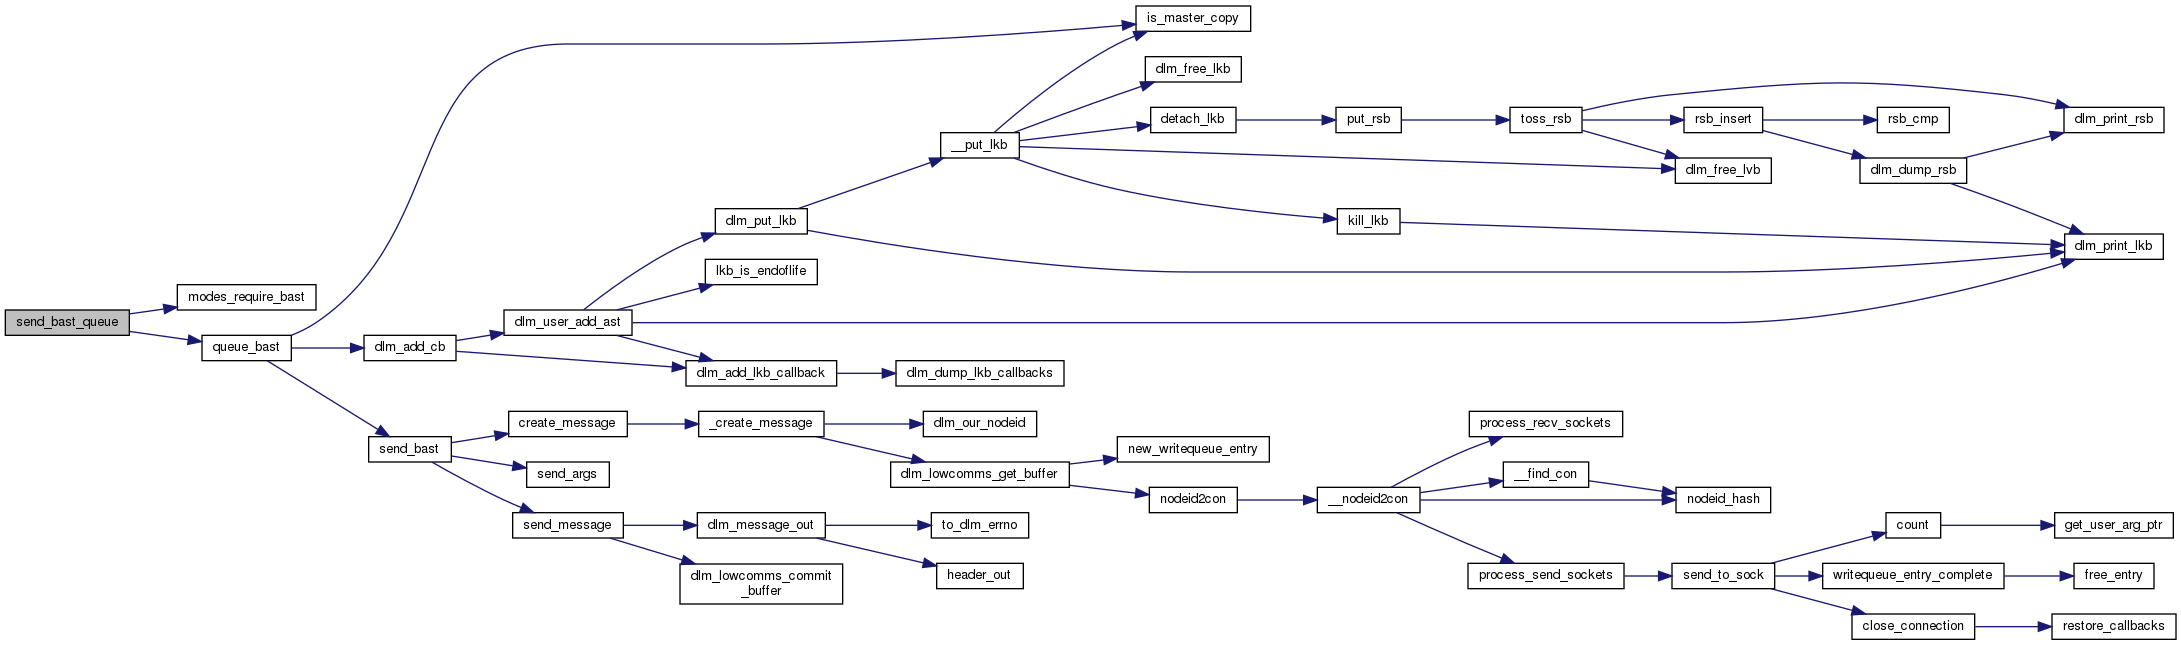 is_master_copy
dlm_free_lkb
detach_lkb
put_rsb
toss_rsb
rsb_insert
rsb_cmp
dlm_print_rsb
__put_lkb
dlm_free_lvb
dlm_dump_rsb
dlm_put_lkb
kill_lkb
dlm_print_lkb
lkb_is_endoflife
modes_require_bast
send_bast_queue
dlm_user_add_ast
queue_bast
dlm_add_cb
dlm_add_lkb_callback
dlm_dump_lkb_callbacks
create_message
_create_message
dlm_our_nodeid
process_recv_sockets
send_bast
new_writequeue_entry
send_args
dlm_lowcomms_get_buffer
__find_con
nodeid2con
__nodeid2con
nodeid_hash
send_message
dlm_message_out
to_dlm_errno
count
get_user_arg_ptr
dlm_lowcomms_commit
_buffer
header_out
process_send_sockets
send_to_sock
writequeue_entry_complete
free_entry
close_connection
restore_callbacks